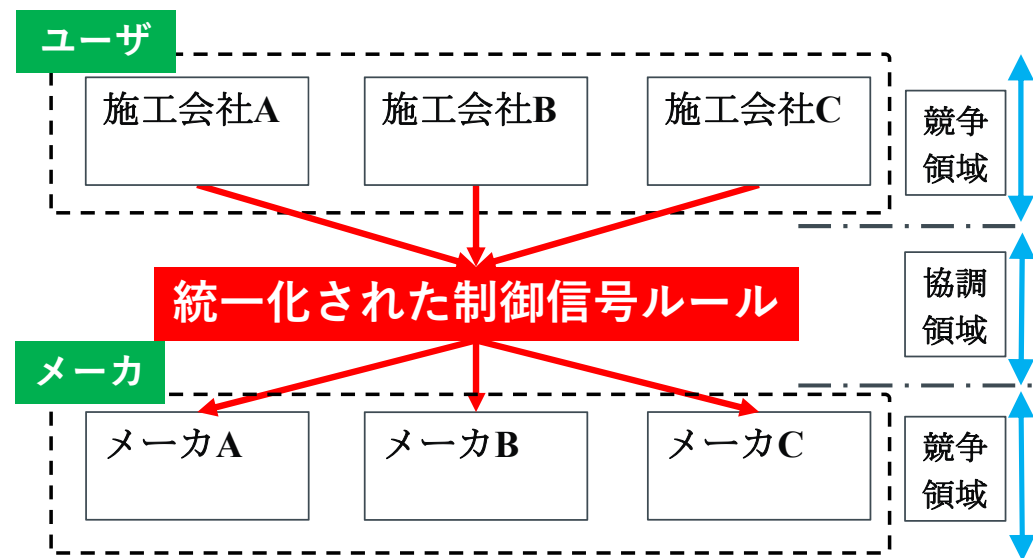 ユーザ
施工会社A
施工会社B
施工会社C
競争
領域
統一化された制御信号ルール
協調
領域
メーカ
メーカA
メーカB
メーカC
競争
領域